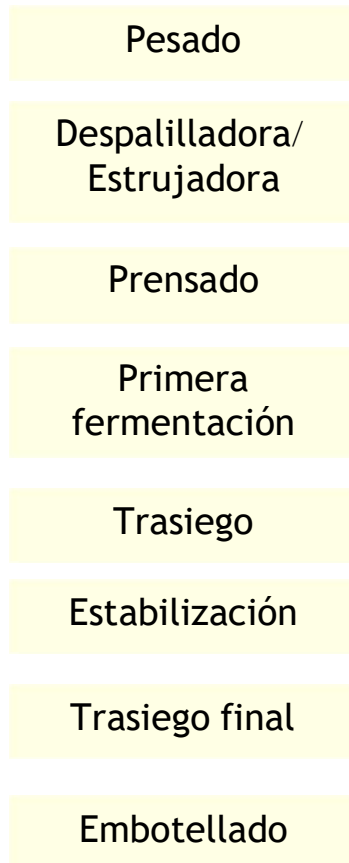 Pesado
Despalilladora/
Estrujadora
Prensado
Primera
fermentación
Trasiego
Estabilización
Trasiego final
Embotellado